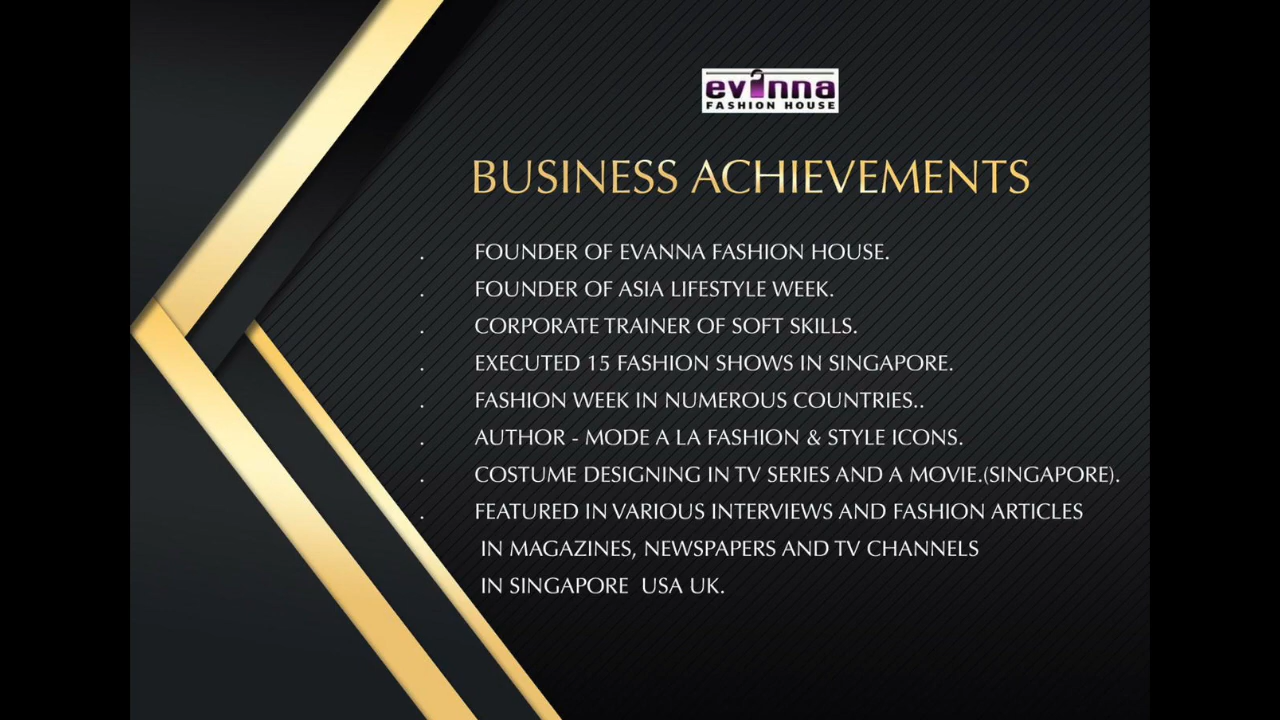 evinna
FASHION HOUSE
BUSINESS ACHIEVEMENTS
. FOUNDER OF EVANNA FASHION HOUSE.
. FOUNDER OF ASIA LIFESTYLE WEEK.
. CORPORATE TRAINER OF SOFT SKILLS.
. EXECUTED 15 FASHION SHOWS IN SINGAPORE.
. FASHION WEEK IN NUMEROUS COUNTRIES..
. AUTHOR - MODE A LA FASHION & STYLE ICONS.
. COSTUME DESIGNING IN TV SERIES AND A MOVIE.(SINGAPORE).
. FEATURED IN VARIOUS INTERVIEWS AND FASHION ARTICLES
IN MAGAZINES, NEWSPAPERS AND TV CHANNELS
IN SINGAPORE USA UK.